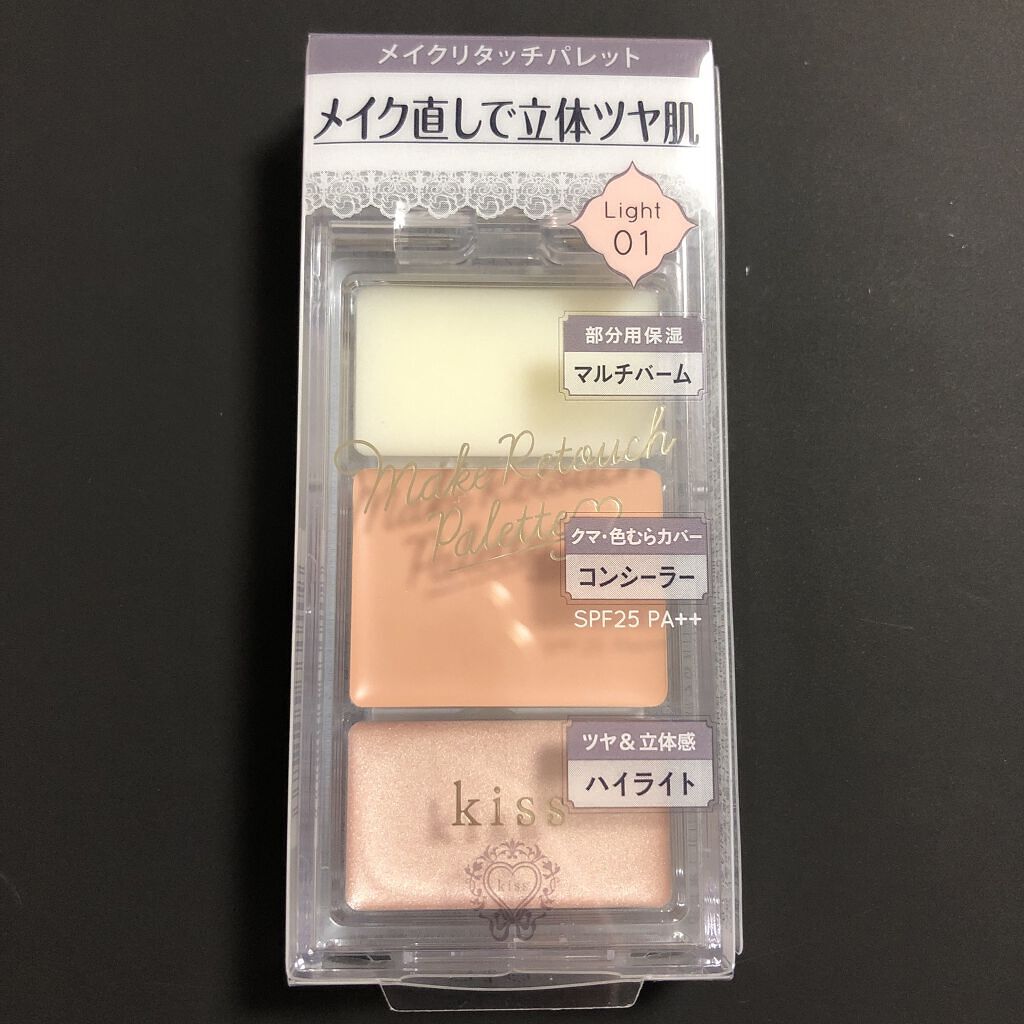 メイクリタッチパレット
メイク直しで立体ツヤ肌
Light
01
部分用保湿
マルチバーム
Make Retouch
Palette
クマ・色むらカバー
コンシーラー
SPF25 PA++
ツヤ&立体感
ハイライト
kiss
kiss